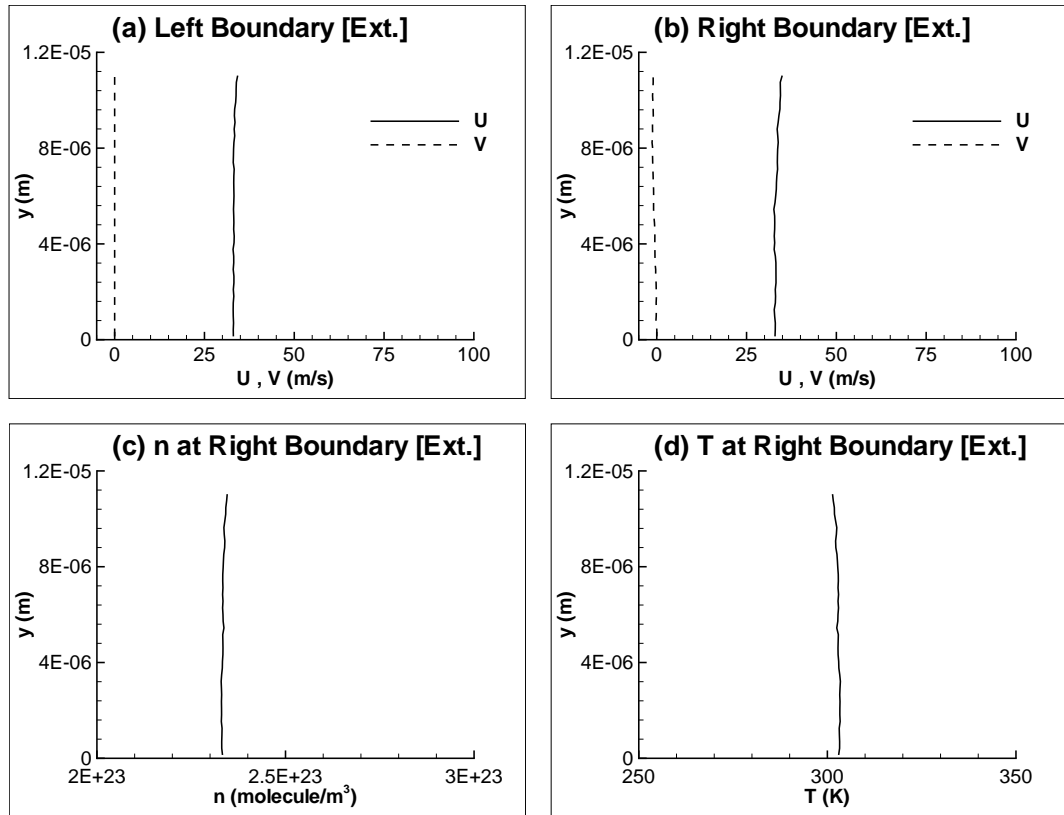 (a) Left Boundary [Ext.]
1.2E-05
8E-06
4E-06
0
y (m)
U
V
0 25 50 75 100
U , V (m/s)
(b) Right Boundary [Ext.]
1.2E-05
8E-06
4E-06
0
y (m)
U
V
0 25 50 75 100
U , V (m/s)
(c) n at Right Boundary [Ext.]
1.2E-05
8E-06
4E-06
0
y (m)
2E+23 2.5E+23 3E+23
n (molecule/m³)
(d) T at Right Boundary [Ext.]
1.2E-05
8E-06
4E-06
0
y (m)
250 300 350
T (K)